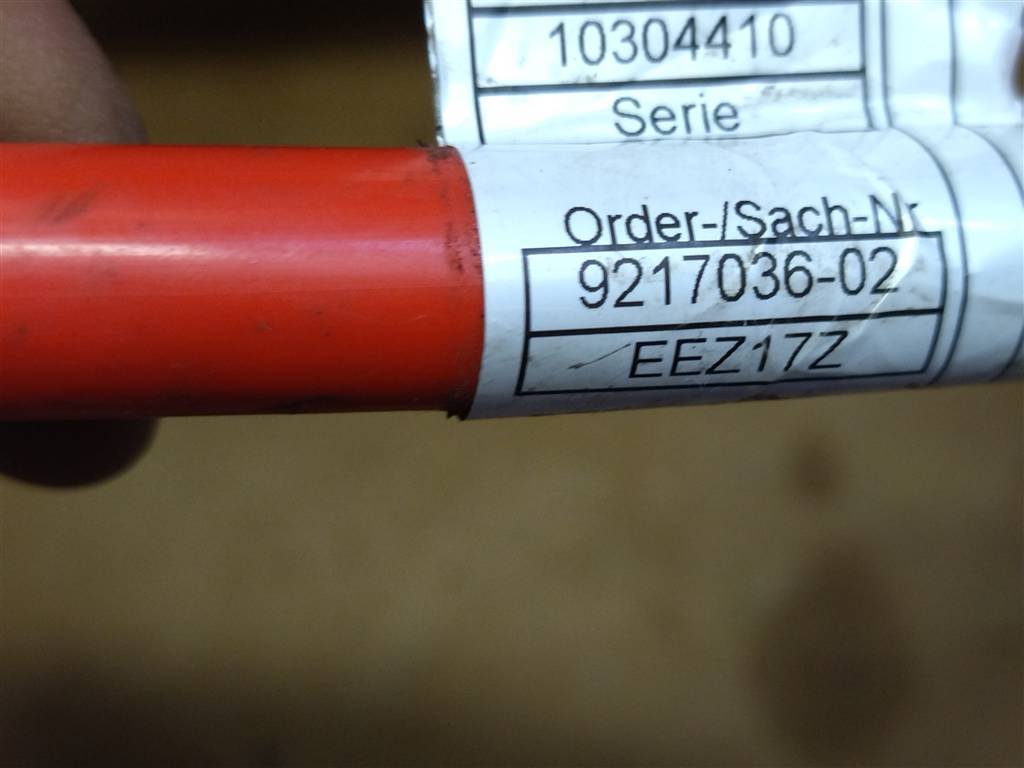 10304410
Serie
Order-/Sach-Nr
9217036-02
EEZ17Z